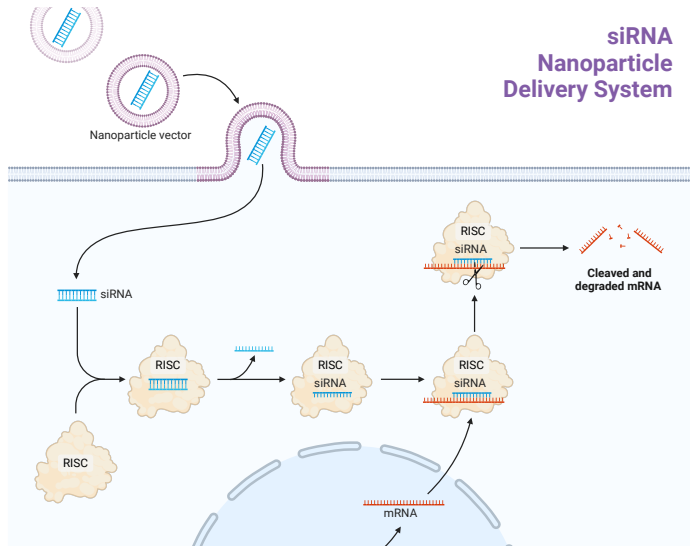 siRNA
Nanoparticle
Delivery System
Nanoparticle vector
RISC
siRNA
Cleaved and
degraded mRNA
siRNA
RISC
RISC
siRNA
RISC
siRNA
RISC
mRNA